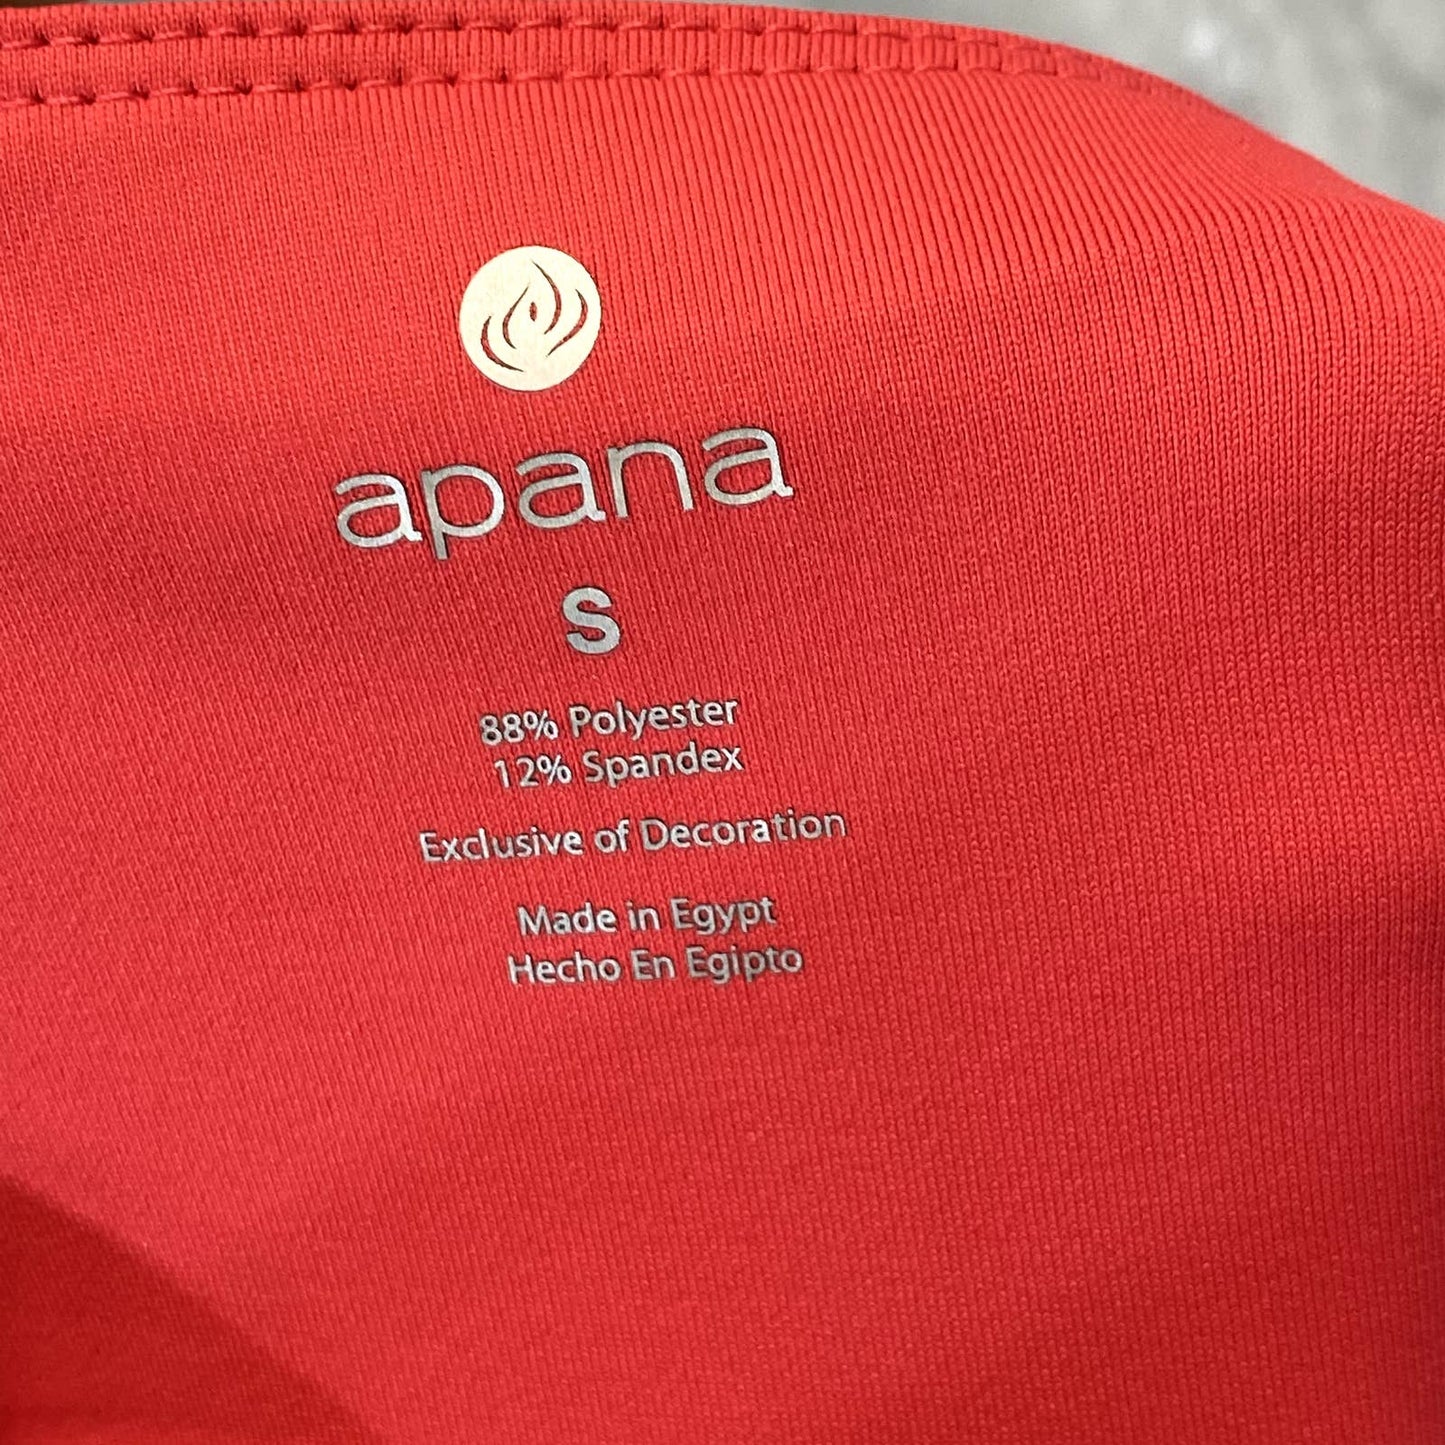 apana
S
88% Polyester
12% Spandex
Exclusive of Decoration
Made in Egypt
Hecho En Egipto